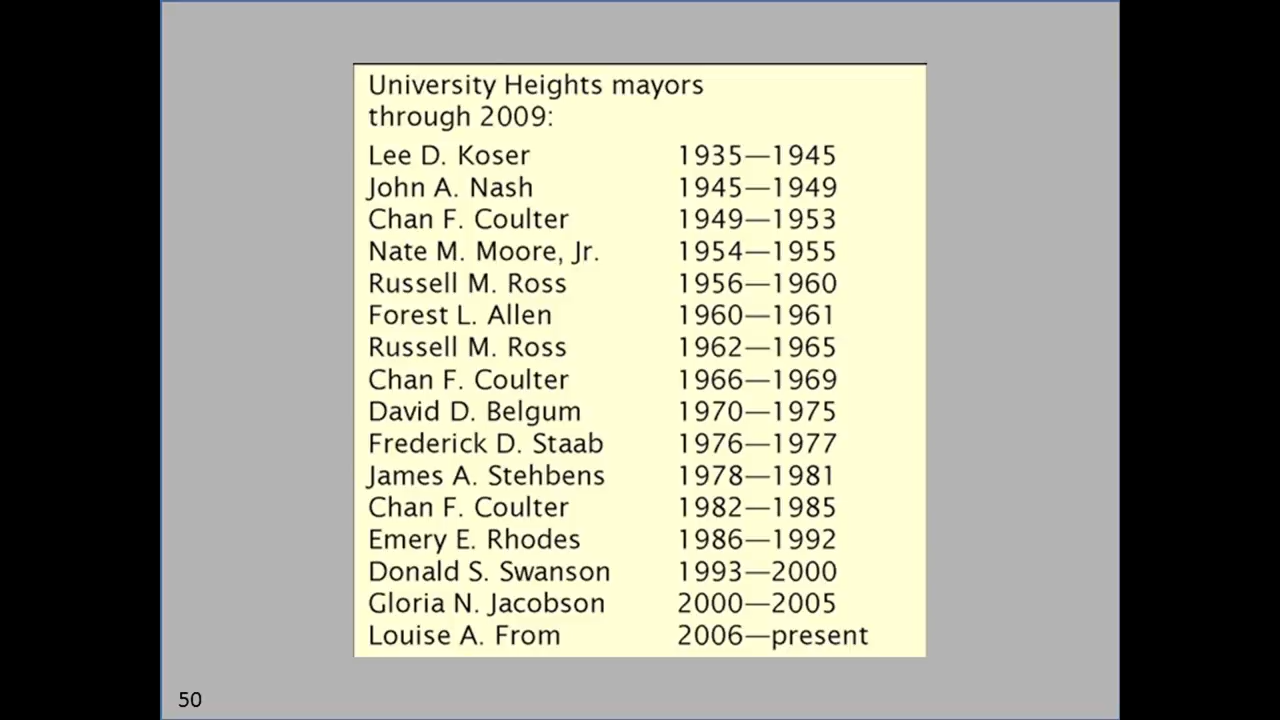 University Heights mayors
through 2009:
Lee D. Koser 1935—1945
John A. Nash 1945—1949
Chan F. Coulter 1949—1953
Nate M. Moore, Jr. 1954—1955
Russell M. Ross 1956—1960
Forest L. Allen 1960—1961
Russell M. Ross 1962—1965
Chan F. Coulter 1966—1969
David D. Belgum 1970—1975
Frederick D. Staab 1976—1977
James A. Stehbens 1978—1981
Chan F. Coulter 1982—1985
Emery E. Rhodes 1986—1992
Donald S. Swanson 1993—2000
Gloria N. Jacobson 2000—2005
Louise A. From 2006—present
50